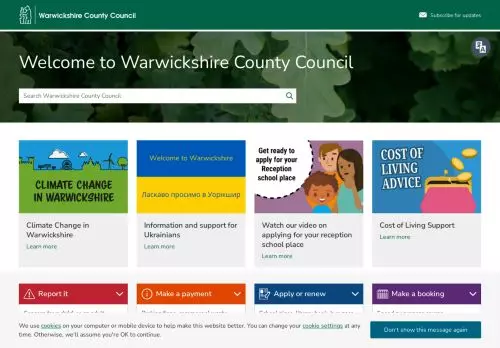 Warwickshire County Council
Subscribe for updates
Welcome to Warwickshire County Council
Search Warwickshire County Council
CLIMATE CHANGE
IN WARWICKSHIRE
Welcome to Warwickshire
Ласкаво просимо в Уоркшир
Get ready to
apply for your
Reception
school place
COST OF
LIVING
ADVICE
Climate Change in
Warwickshire
Learn more
Information and support for
Ukrainians
Learn more
Watch our video on
applying for your reception
school place
Learn more
Cost of Living Support
Learn more
Report it
Make a payment
Apply or renew
Make a booking
We use cookies on your computer or mobile device to help make this website better. You can change your cookie settings at any
time. Otherwise, we'll assume you're OK to continue.
Don't show this message again